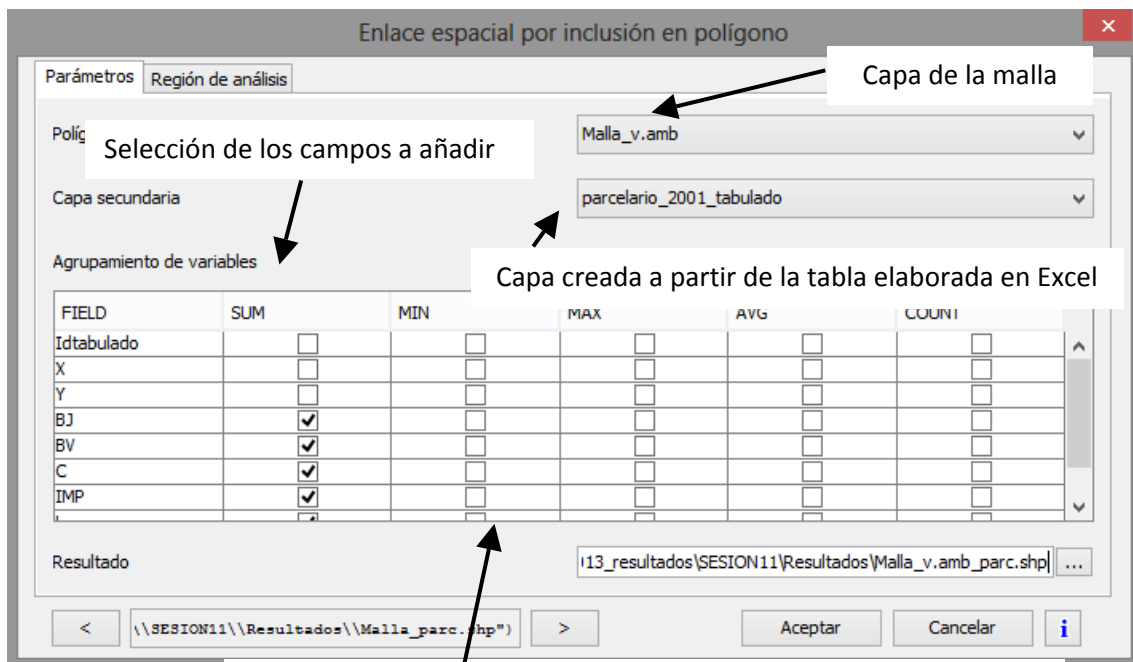 Enlace espacial por inclusión en polígono
Capa de la malla
Parámetros Región de análisis
Políg Malla_v.amb
Selección de los campos a añadir
Capa secundaria parcelario_2001_tabulado
Agrupamiento de variables
Capa creada a partir de la tabla elaborada en Excel
FIELD SUM MIN MAX AVG COUNT
Idtabulado
X
Y
BJ
BV
C
IMP
Resultado 13_resultados\SESION11\Resultados\Malla_v.amb_parc.shp ...
< \\SESION11\\Resultados\\Malla_parc.shp") > Aceptar Cancelar i